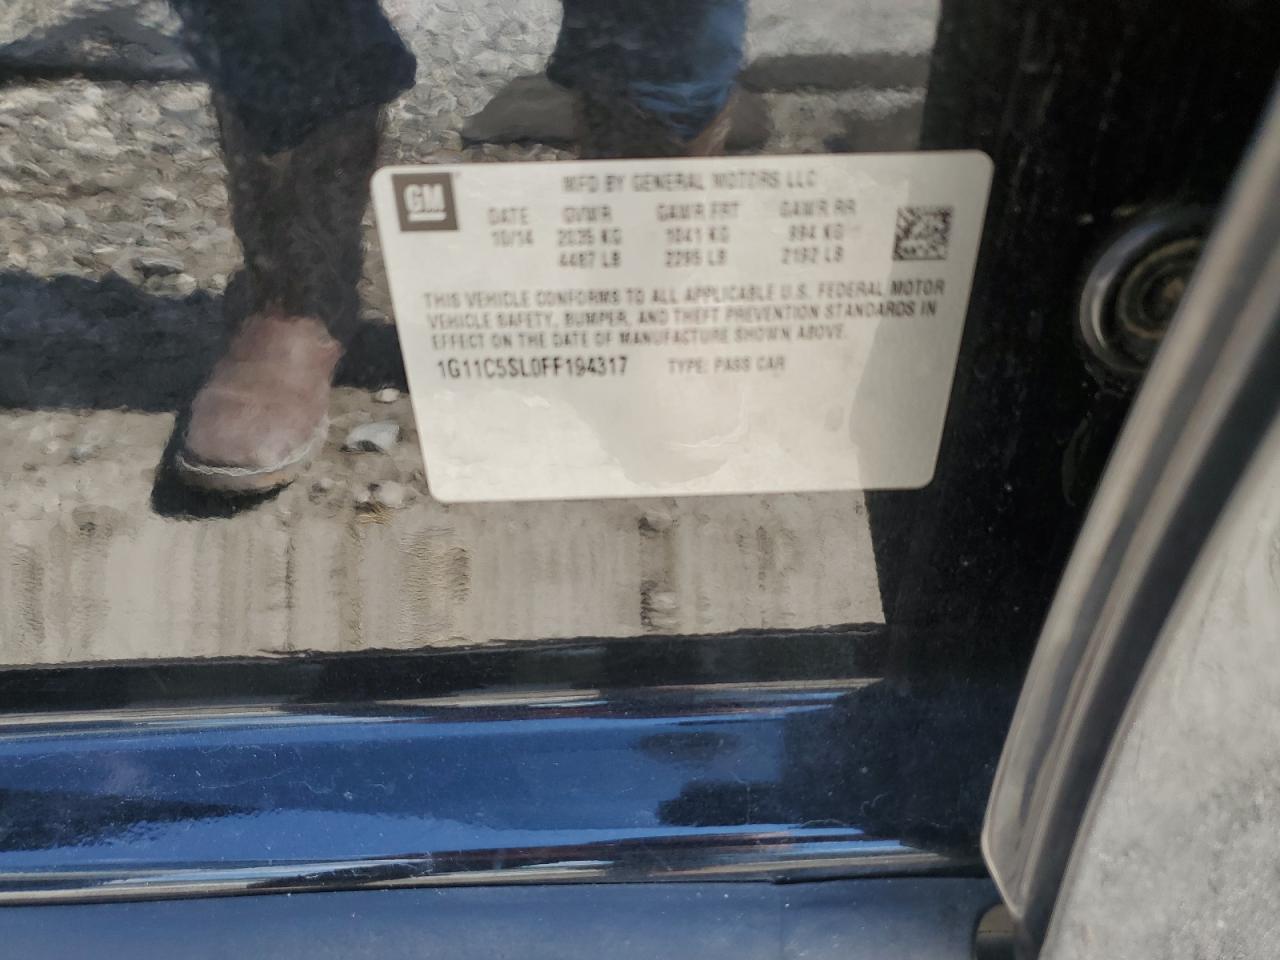 GM
MFD BY GENERAL MOTORS LLC
DATE GVWR GAWR FRT GAWR RR
10/14 2035 KG 1041 KG 994 KG
4487 LB 2295 LB 2192 LB
THIS VEHICLE CONFORMS TO ALL APPLICABLE U.S. FEDERAL MOTOR
VEHICLE SAFETY, BUMPER, AND THEFT PREVENTION STANDARDS IN
EFFECT ON THE DATE OF MANUFACTURE SHOWN ABOVE.
1G11C5SL0FF194317 TYPE: PASS CAR